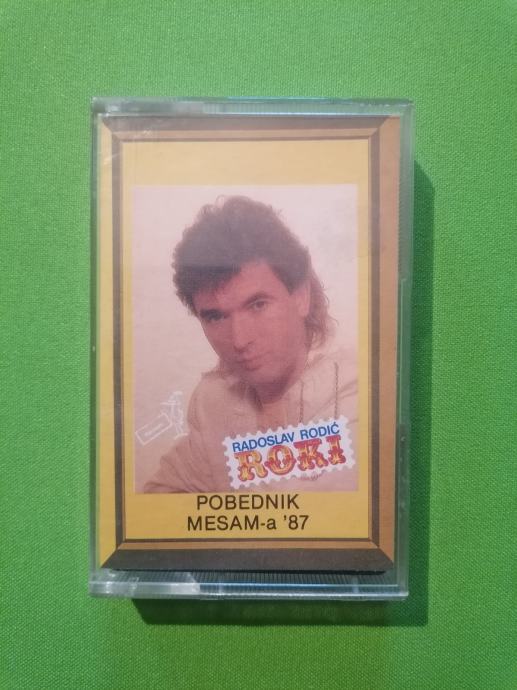 RADOSLAV RODIĆ
ROKI
POBEDNIK
MESAM-a '87